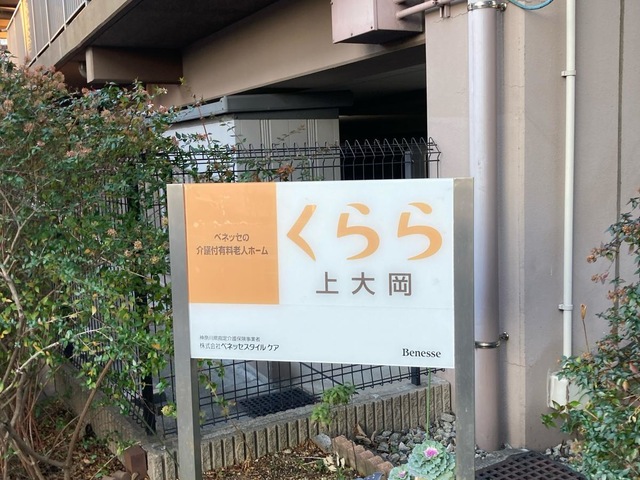 ベネッセの
介護付有料老人ホーム
くらら
上大岡
神奈川県指定介護保険事業者
株式会社ベネッセスタイルケア
Benesse